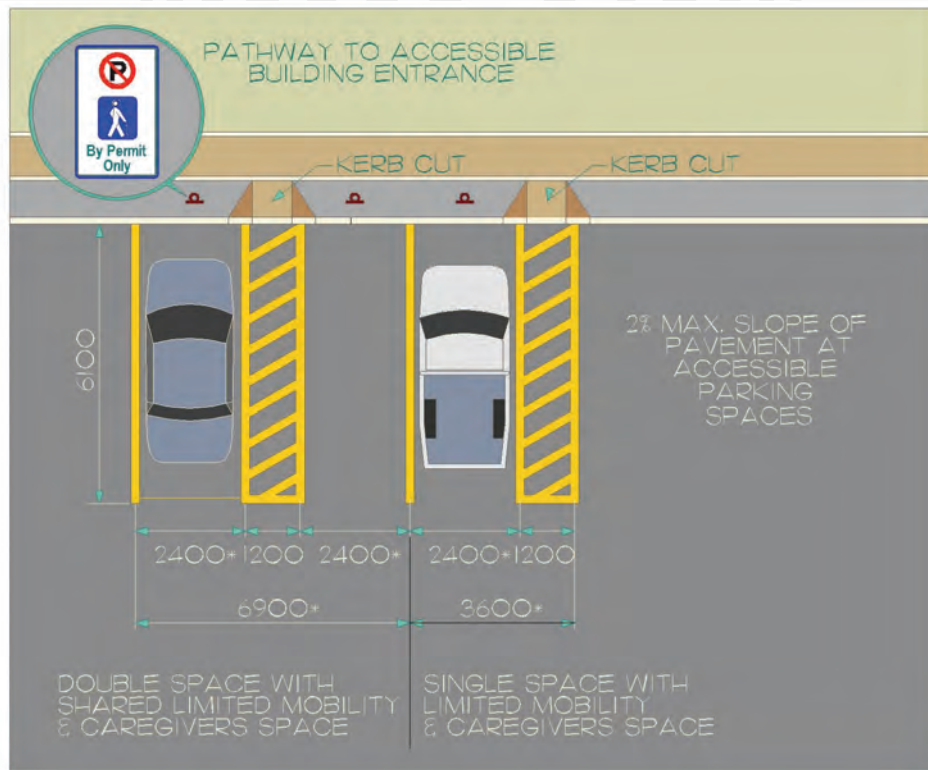 PATHWAY TO ACCESSIBLE
BUILDING ENTRANCE
P
By Permit
Only
KERB CUT
KERB CUT
6100
2% MAX. SLOPE OF
PAVEMENT AT
ACCESSIBLE
PARKING
SPACES
2400* 1200 2400* 2400* 1200
6900* 3600*
DOUBLE SPACE WITH
SHARED LIMITED MOBILITY
& CAREGIVERS SPACE
SINGLE SPACE WITH
LIMITED MOBILITY
& CAREGIVERS SPACE